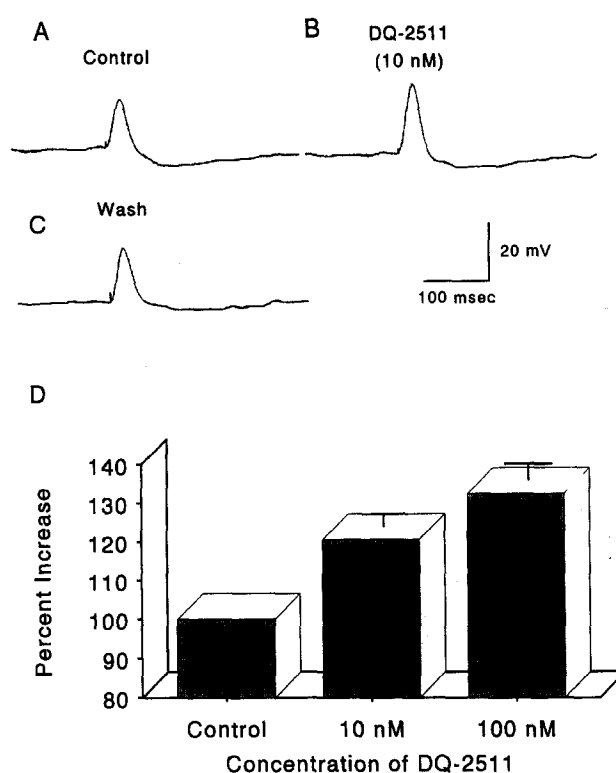 A
Control
B
DQ-2511
(10 nM)
C
Wash
20 mV
100 msec
D
Percent Increase
140
130
120
110
100
90
80
Control
10 nM
100 nM
Concentration of DQ-2511